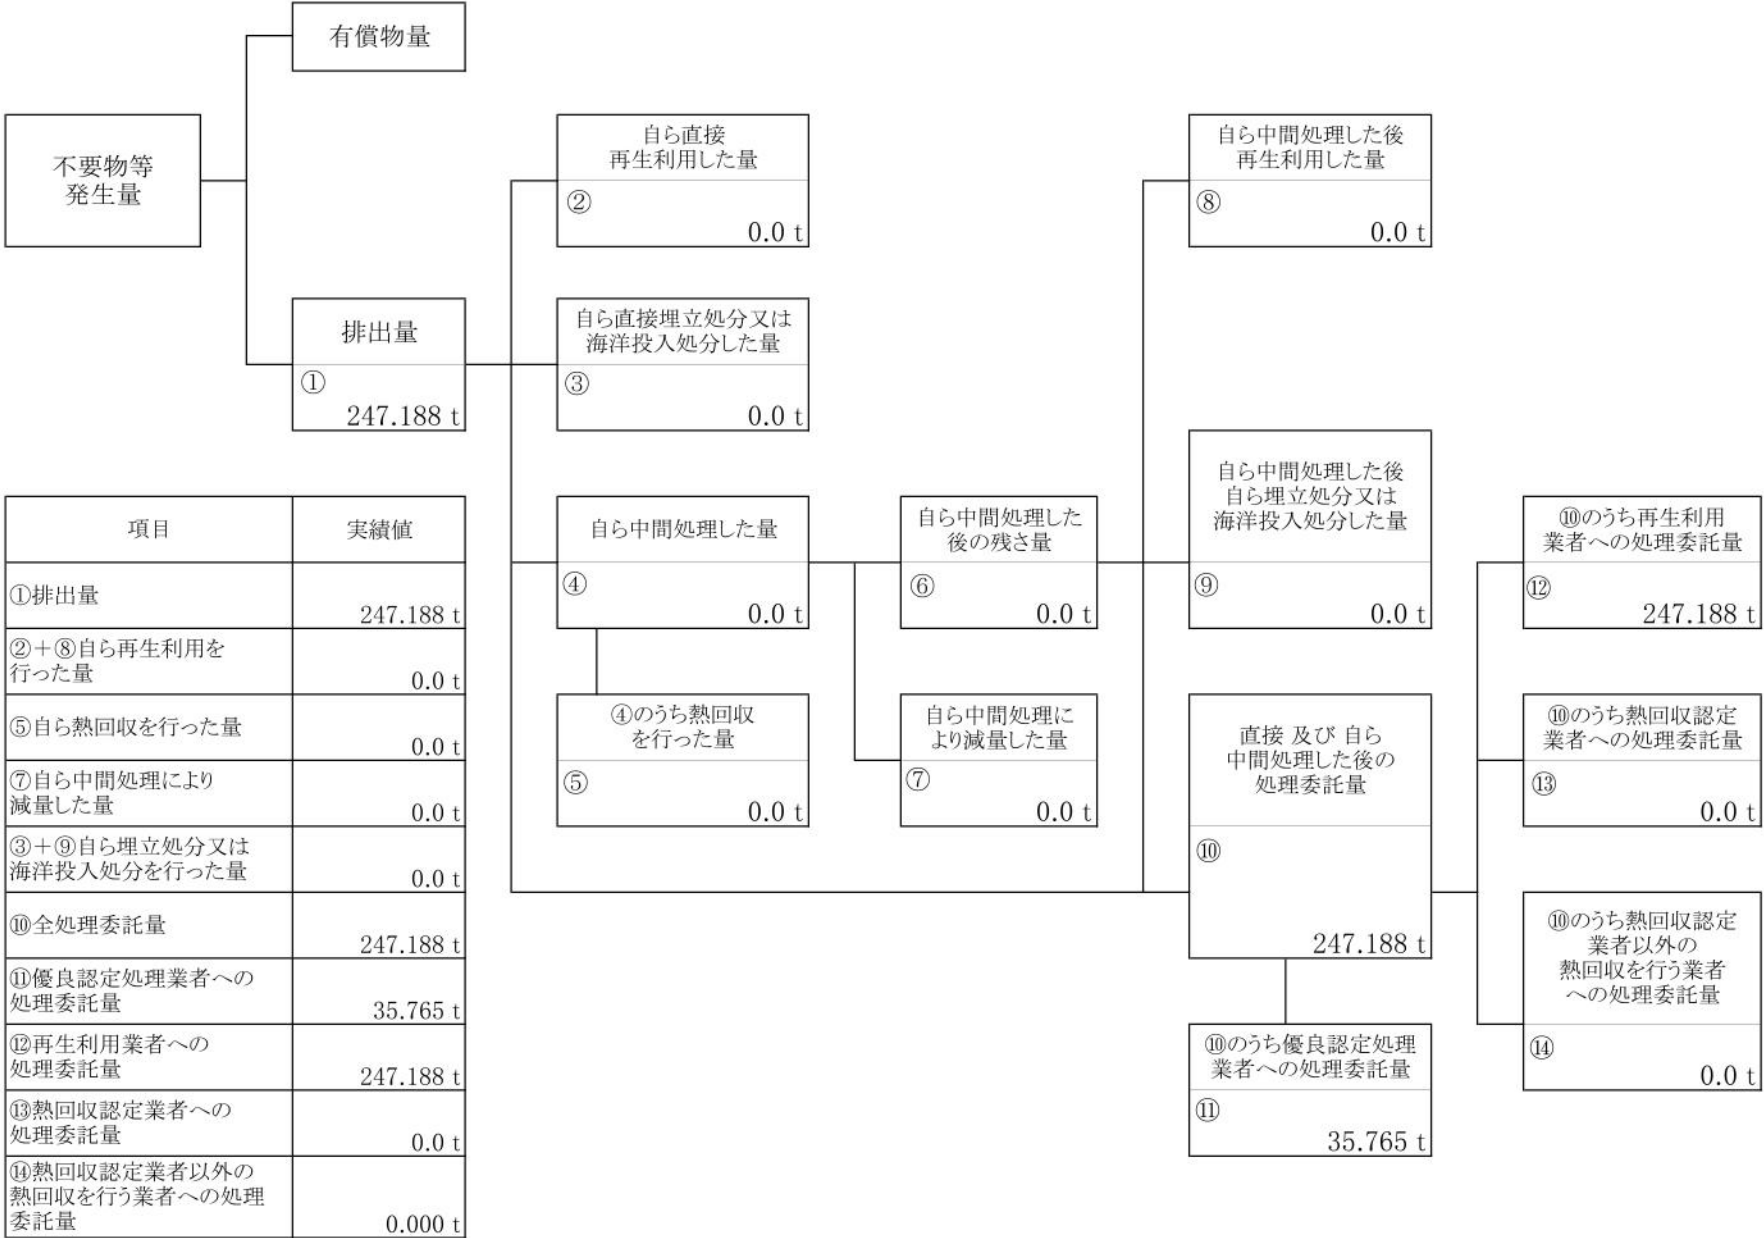 有償物量
不要物等
発生量
排出量
①
247.188 t
自ら直接
再生利用した量
②
0.0 t
自ら直接埋立処分又は
海洋投入処分した量
③
0.0 t
自ら中間処理した量
④
0.0 t
④のうち熱回収
を行った量
⑤
0.0 t
自ら中間処理した
後の残さ量
⑥
0.0 t
自ら中間処理に
より減量した量
⑦
0.0 t
自ら中間処理した後
再生利用した量
⑧
0.0 t
自ら中間処理した後
自ら埋立処分又は
海洋投入処分した量
⑨
0.0 t
直接 及び 自ら
中間処理した後の
処理委託量
⑩
247.188 t
⑩のうち優良認定処理
業者への処理委託量
⑪
35.765 t
⑩のうち再生利用
業者への処理委託量
⑫
247.188 t
⑩のうち熱回収認定
業者への処理委託量
⑬
0.0 t
⑩のうち熱回収認定
業者以外の
熱回収を行う業者
への処理委託量
⑭
0.0 t
項目 実績値
①排出量
247.188 t
②＋⑧自ら再生利用を
行った量
0.0 t
⑤自ら熱回収を行った量
0.0 t
⑦自ら中間処理により
減量した量
0.0 t
③＋⑨自ら埋立処分又は
海洋投入処分を行った量
0.0 t
⑩全処理委託量
247.188 t
⑪優良認定処理業者への
処理委託量
35.765 t
⑫再生利用業者への
処理委託量
247.188 t
⑬熱回収認定業者への
処理委託量
0.0 t
⑭熱回収認定業者以外の
熱回収を行う業者への処理
委託量
0.000 t